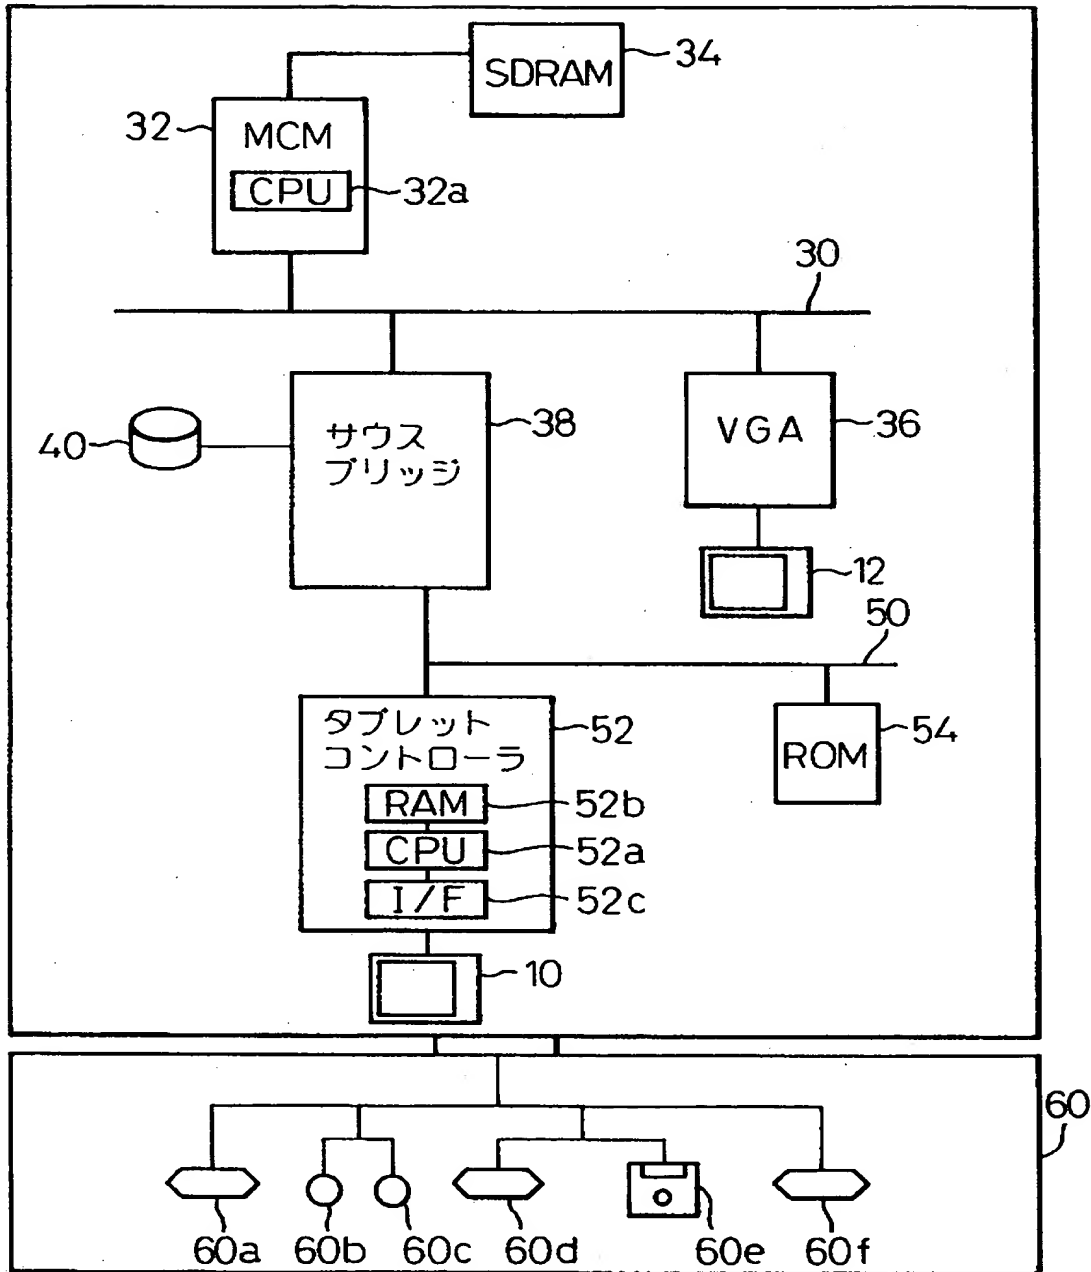 SDRAM
34
32
MCM
CPU
32a
30
40
サウス
ブリッジ
38
VGA
36
12
50
タブレット
コントローラ
52
RAM
52b
CPU
52a
I/F
52c
ROM
54
10
60
60a
60b
60c
60d
60e
60f